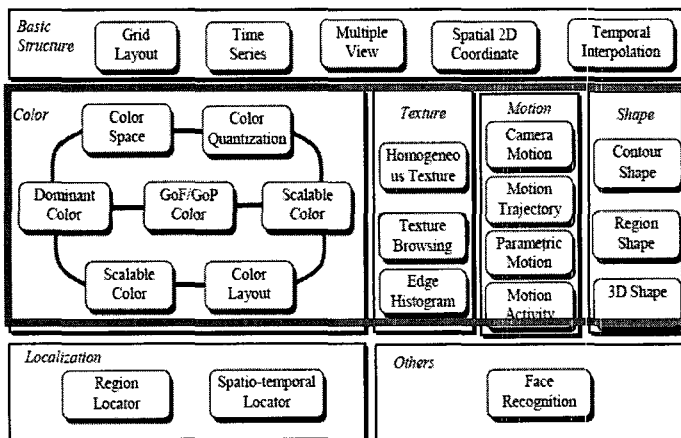 Basic
Structure
Grid
Layout
Time
Series
Multiple
View
Spatial 2D
Coordinate
Temporal
Interpolation
Color
Color
Space
Color
Quantization
Dominant
Color
GoF/GoP
Color
Scalable
Color
Scalable
Color
Color
Layout
Texture
Homogeneo
us Texture
Texture
Browsing
Edge
Histogram
Motion
Camera
Motion
Motion
Trajectory
Parametric
Motion
Motion
Activity
Shape
Contour
Shape
Region
Shape
3D Shape
Localization
Region
Locator
Spatio-temporal
Locator
Others
Face
Recognition